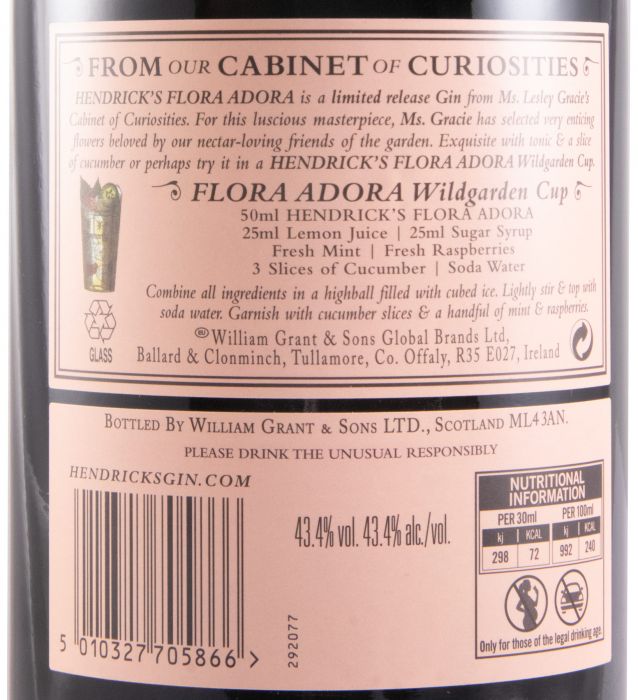 FROM OUR CABINET OF CURIOSITIES
HENDRICK'S FLORA ADORA is a limited release Gin from Ms. Lesley Gracie's
Cabinet of Curiosities. For this luscious masterpiece, Ms. Gracie has selected very enticing
flowers beloved by our nectar-loving friends of the garden. Exquisite with tonic & a slice
of cucumber or perhaps try it in a HENDRICK'S FLORA ADORA Wildgarden Cup.
FLORA ADORA Wildgarden Cup
50ml HENDRICK'S FLORA ADORA
25ml Lemon Juice | 25ml Sugar Syrup
Fresh Mint | Fresh Raspberries
3 Slices of Cucumber | Soda Water
Combine all ingredients in a highball filled with cubed ice. Lightly stir & top with
soda water. Garnish with cucumber slices & a handful of mint & raspberries.
GLASS
EU William Grant & Sons Global Brands Ltd,
Ballard & Clonminch, Tullamore, Co. Offaly, R35 E027, Ireland
BOTTLED BY WILLIAM GRANT & SONS LTD., SCOTLAND ML4 3AN.
PLEASE DRINK THE UNUSUAL RESPONSIBLY
HENDRICKSGIN.COM
43.4% vol. 43.4% alc./vol.
5 010327 705866 >
292077
NUTRITIONAL
INFORMATION
PER 30ml PER 100ml
kj KCAL kj KCAL
298 72 992 240
Only for those of the legal drinking age.